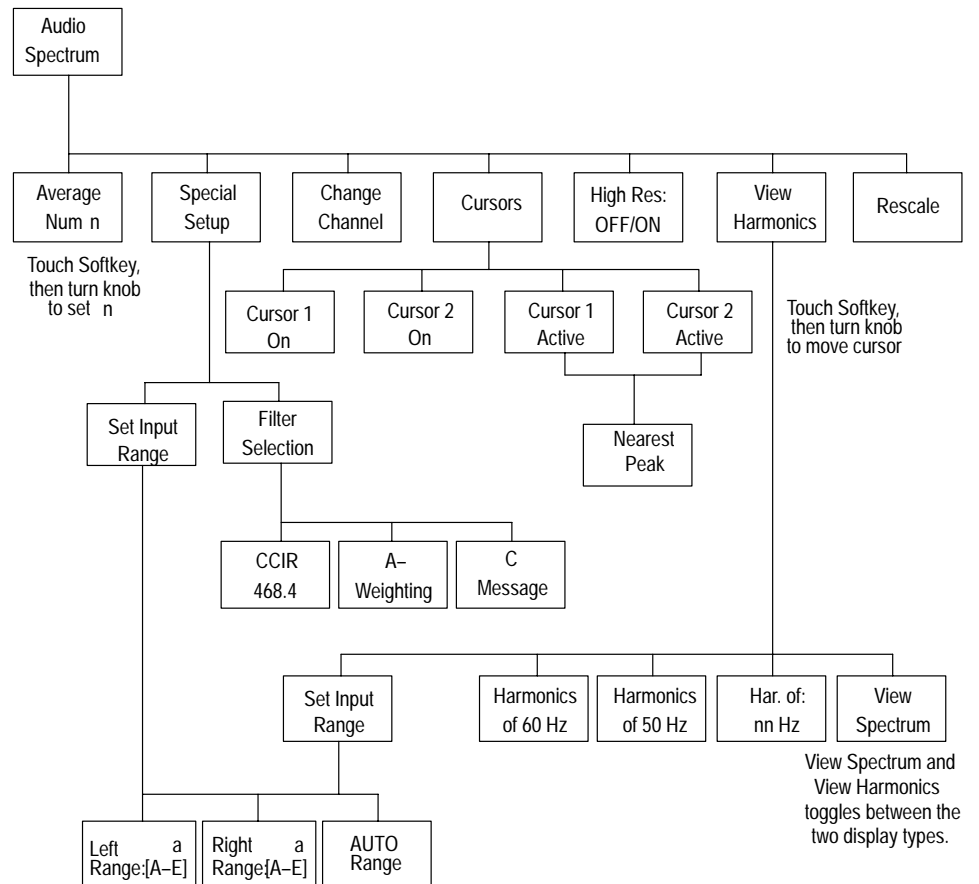 Audio
Spectrum
Average
Num n
Special
Setup
Change
Channel
Cursors
High Res:
OFF/ON
View
Harmonics
Rescale
Touch Softkey,
then turn knob
to set n
Cursor 1
On
Cursor 2
On
Cursor 1
Active
Cursor 2
Active
Touch Softkey,
then turn knob
to move cursor
Set Input
Range
Filter
Selection
Nearest
Peak
CCIR
468.4
A–
Weighting
C
Message
Set Input
Range
Harmonics
of 60 Hz
Harmonics
of 50 Hz
Har. of:
nn Hz
View
Spectrum
View Spectrum and
View Harmonics
toggles between the
two display types.
Left a
Range:[A–E]
Right a
Range:[A–E]
AUTO
Range